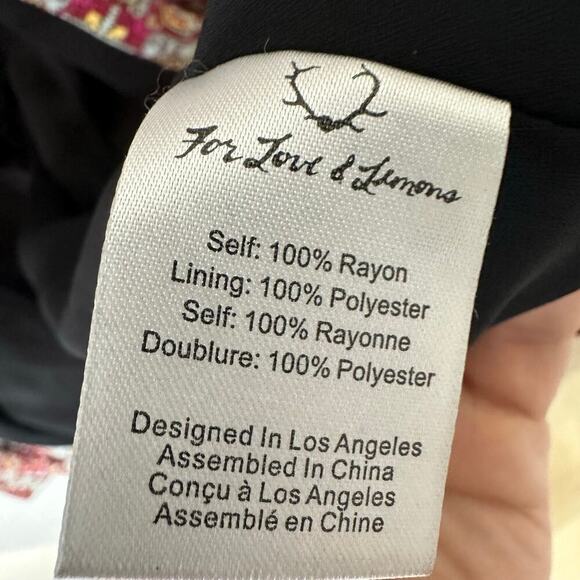 For Love & Lemons
Self: 100% Rayon
Lining: 100% Polyester
Self: 100% Rayonne
Doublure: 100% Polyester
Designed In Los Angeles
Assembled In China
Conçu à Los Angeles
Assemblé en Chine